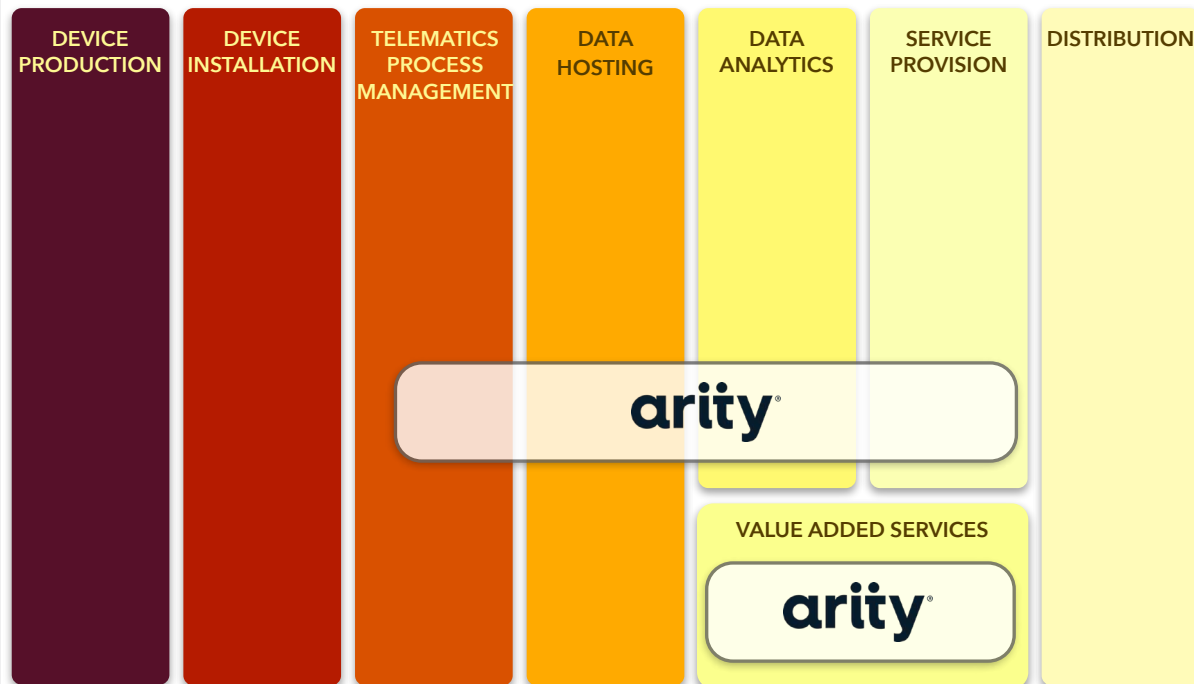 DEVICE
PRODUCTION
DEVICE
INSTALLATION
TELEMATICS
PROCESS
MANAGEMENT
DATA
HOSTING
DATA
ANALYTICS
SERVICE
PROVISION
DISTRIBUTION
arity®
VALUE ADDED SERVICES
arity®